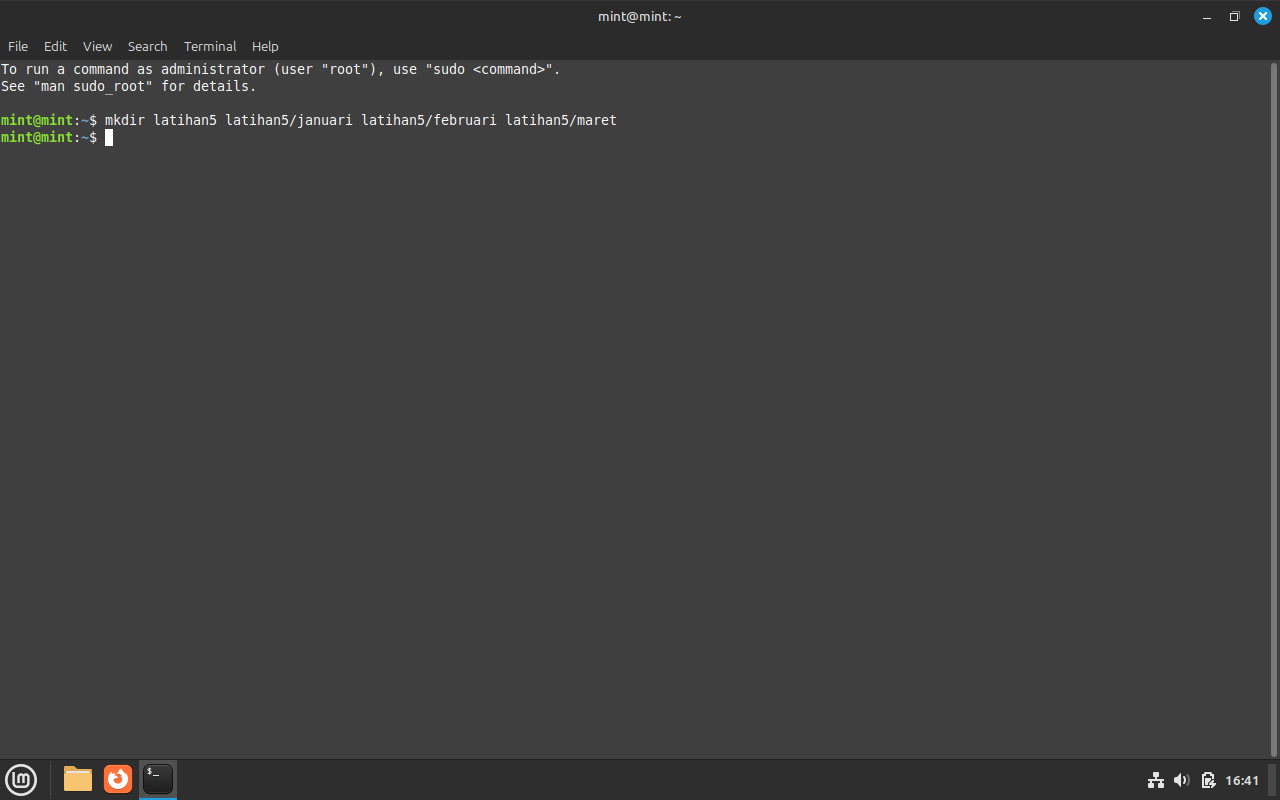 mint@mint: ~
File Edit View Search Terminal Help
To run a command as administrator (user "root"), use "sudo <command>".
See "man sudo_root" for details.
mint@mint:~$ mkdir latihan5 latihan5/januari latihan5/februari latihan5/maret
mint@mint:~$
$_
lm
16:41